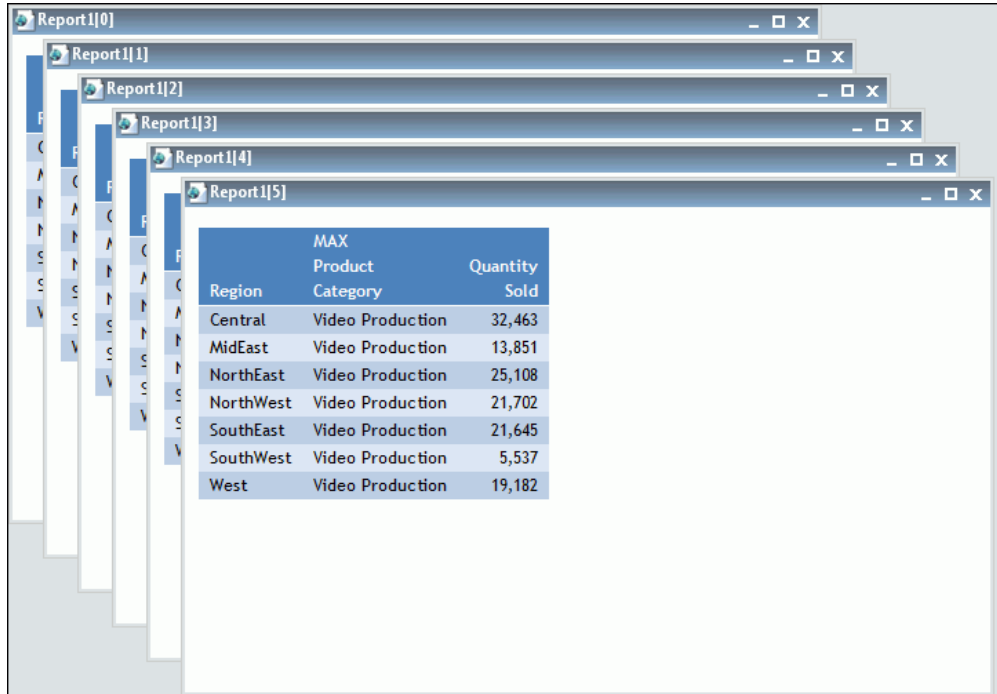 Report1[0]
Report1[1]
Report1[2]
Report1[3]
Report1[4]
Report1[5]
MAX
Product Quantity
Region Category Sold
Central Video Production 32,463
MidEast Video Production 13,851
NorthEast Video Production 25,108
NorthWest Video Production 21,702
SouthEast Video Production 21,645
SouthWest Video Production 5,537
West Video Production 19,182